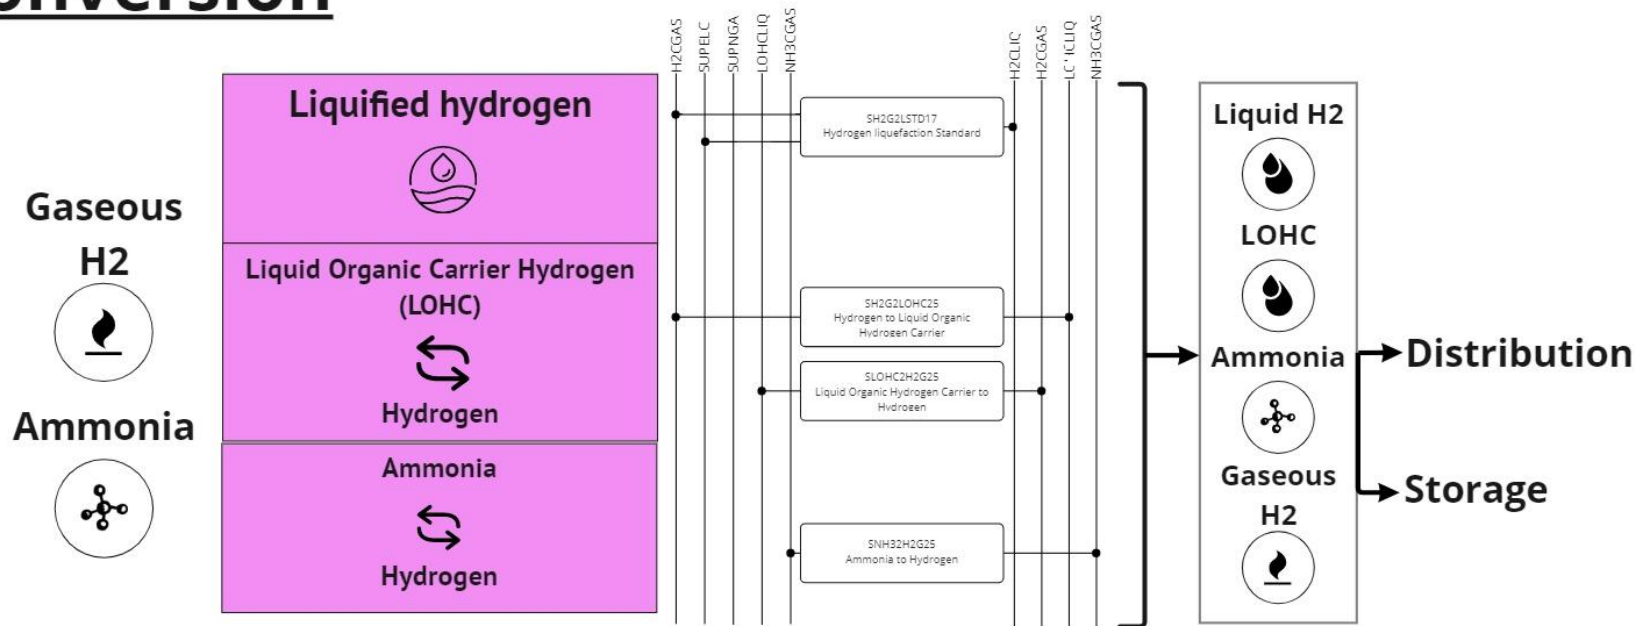 H2CGAS
SUPELC
SUPNGA
LOHCLIQ
NH3CGAS
H2CLIQ
H2CGAS
NH3CGAS
Liquified hydrogen
SH2G2LSTD17
Hydrogen liquefaction Standard
Liquid H2
LOHC
Gaseous
H2
Liquid Organic Carrier Hydrogen
(LOHC)
Hydrogen
SH2G2LOHC25
Hydrogen to Liquid Organic
Hydrogen Carrier
SLOHC2H2G25
Liquid Organic Hydrogen Carrier to
Hydrogen
Ammonia
Distribution
Ammonia
Ammonia
Hydrogen
SNH32H2G25
Ammonia to Hydrogen
Gaseous
H2
Storage